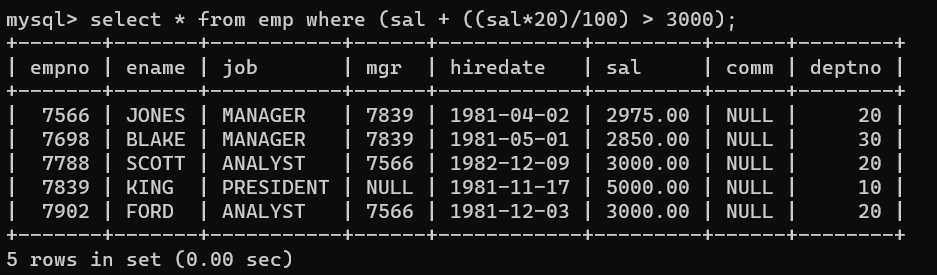 mysql> select * from emp where (sal + ((sal*20)/100) > 3000);
+-------+-------+-----------+------+------------+---------+------+--------+
| empno | ename | job       | mgr  | hiredate   | sal     | comm | deptno |
+-------+-------+-----------+------+------------+---------+------+--------+
|  7566 | JONES | MANAGER   | 7839 | 1981-04-02 | 2975.00 | NULL |     20 |
|  7698 | BLAKE | MANAGER   | 7839 | 1981-05-01 | 2850.00 | NULL |     30 |
|  7788 | SCOTT | ANALYST   | 7566 | 1982-12-09 | 3000.00 | NULL |     20 |
|  7839 | KING  | PRESIDENT | NULL | 1981-11-17 | 5000.00 | NULL |     10 |
|  7902 | FORD  | ANALYST   | 7566 | 1981-12-03 | 3000.00 | NULL |     20 |
+-------+-------+-----------+------+------------+---------+------+--------+
5 rows in set (0.00 sec)